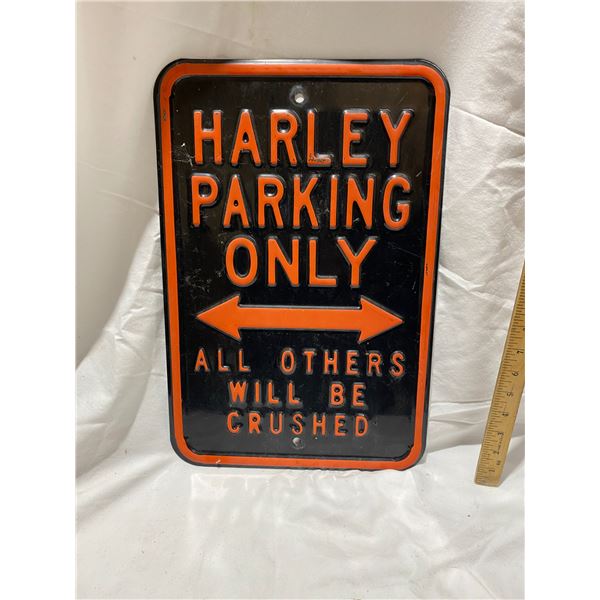 HARLEY
PARKING
ONLY
ALL OTHERS
WILL BE
CRUSHED